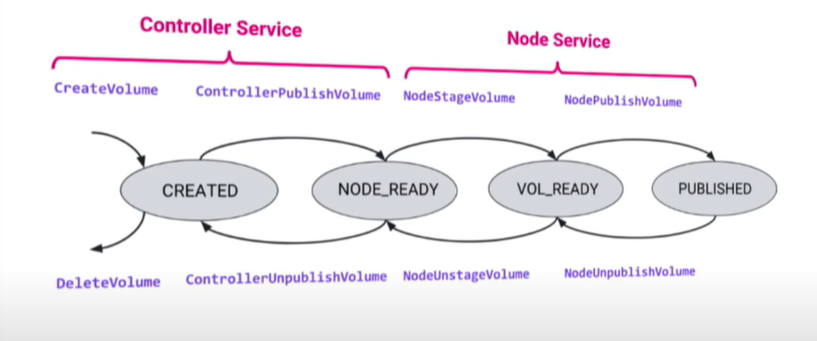 Controller Service
Node Service
CreateVolume
ControllerPublishVolume
NodeStageVolume
NodePublishVolume
CREATED
NODE_READY
VOL_READY
PUBLISHED
DeleteVolume
ControllerUnpublishVolume
NodeUnstageVolume
NodeUnpublishVolume